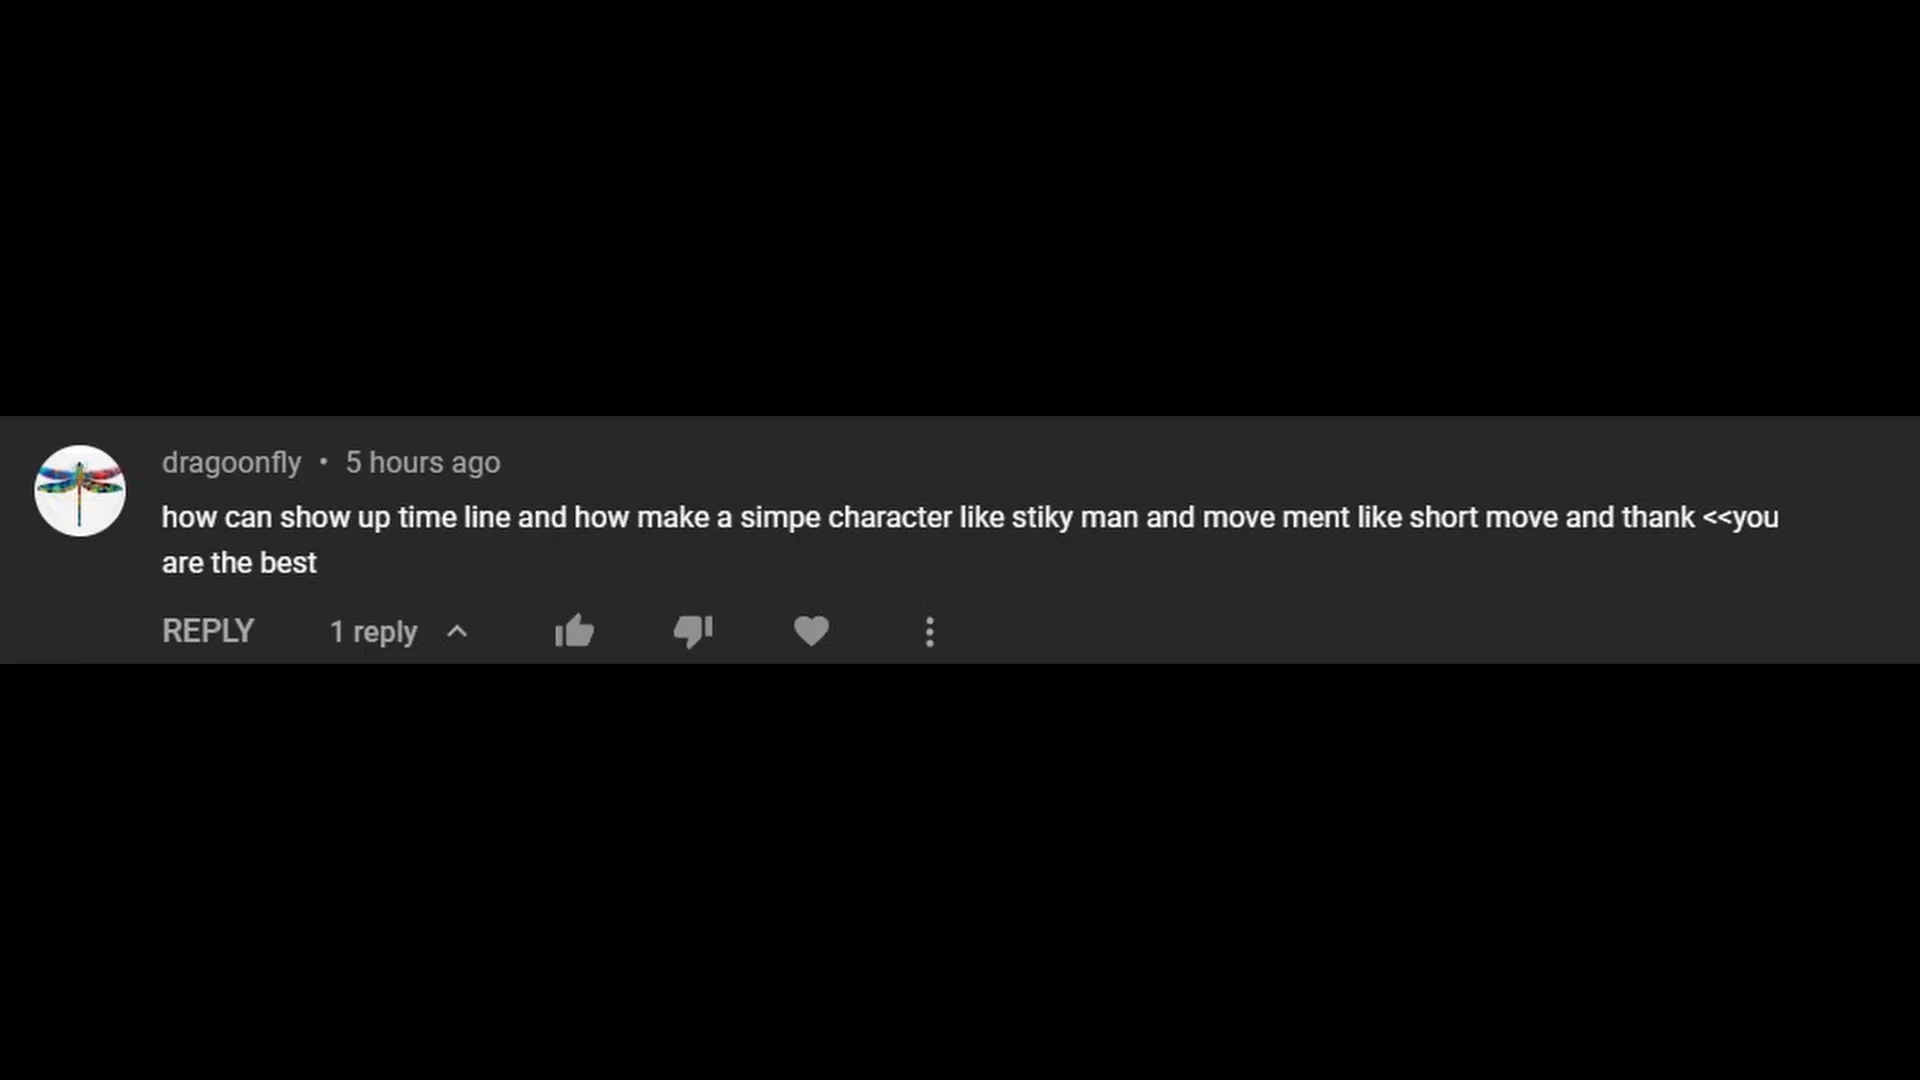 dragoonfly • 5 hours ago
how can show up time line and how make a simpe character like stiky man and move ment like short move and thank <<you
are the best
REPLY 1 reply